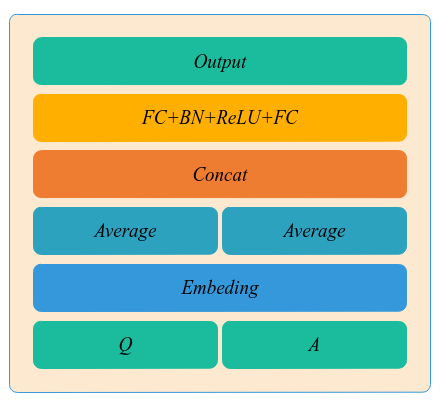 Output
FC+BN+ReLU+FC
Concat
Average Average
Embeding
Q A